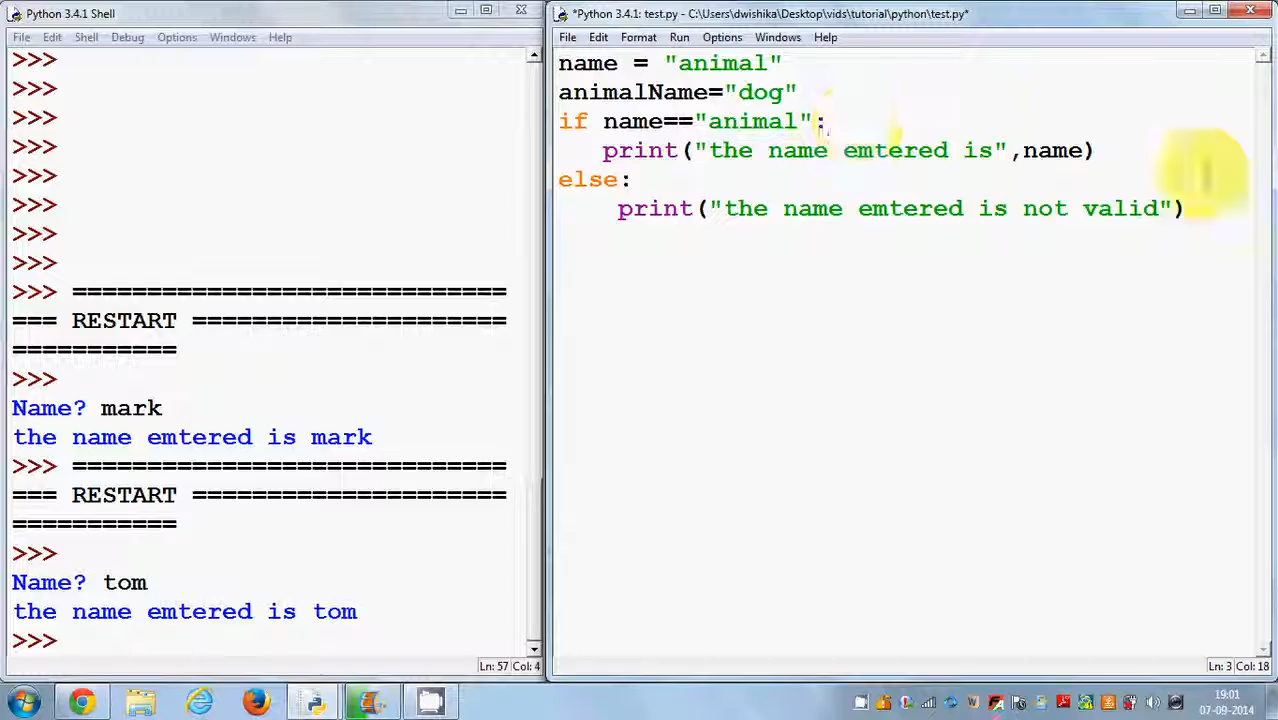 Python 3.4.1 Shell
File Edit Shell Debug Options Windows Help
>>>
>>>
>>>
>>>
>>>
>>>
>>>
>>>
>>> =============================
=== RESTART =====================
===========
>>>
Name? mark
the name emtered is mark
>>> =============================
=== RESTART =====================
===========
>>>
Name? tom
the name emtered is tom
>>>
Ln: 57 Col: 4
*Python 3.4.1: test.py - C:\Users\dwishika\Desktop\vids\tutorial\python\test.py*
File Edit Format Run Options Windows Help
name = "animal"
animalName="dog"
if name=="animal":
print("the name emtered is",name)
else:
print("the name emtered is not valid")
Ln: 3 Col: 18
19:01
07-09-2014